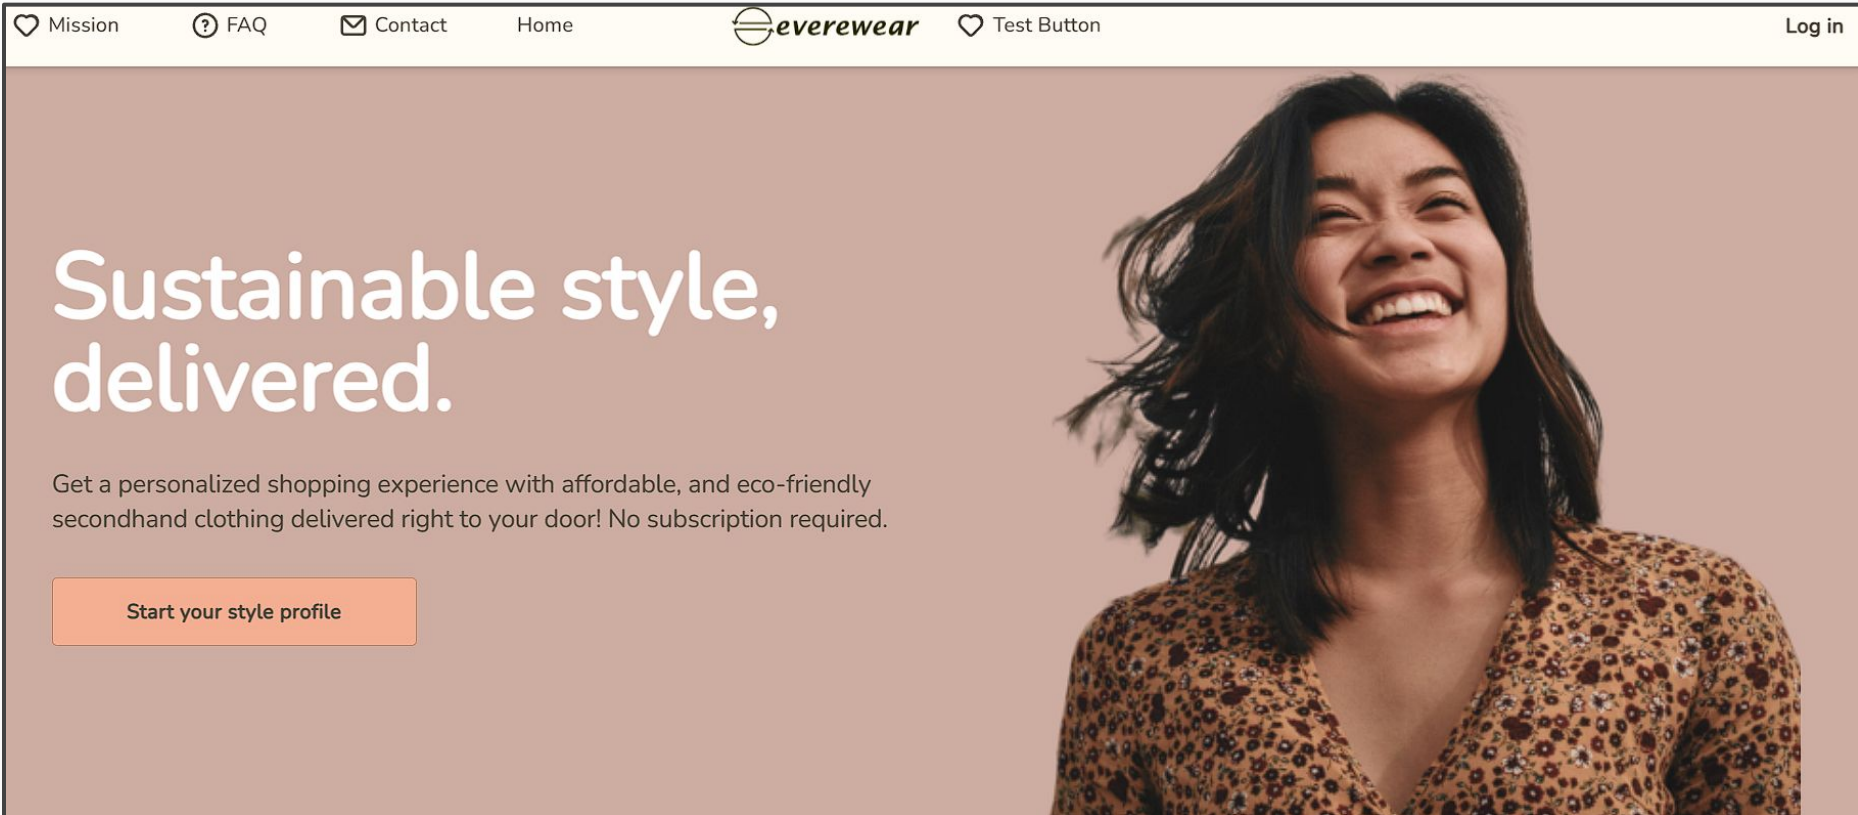 Mission FAQ Contact Home everewear Test Button Log in
Sustainable style,
delivered.
Get a personalized shopping experience with affordable, and eco-friendly
secondhand clothing delivered right to your door! No subscription required.
Start your style profile